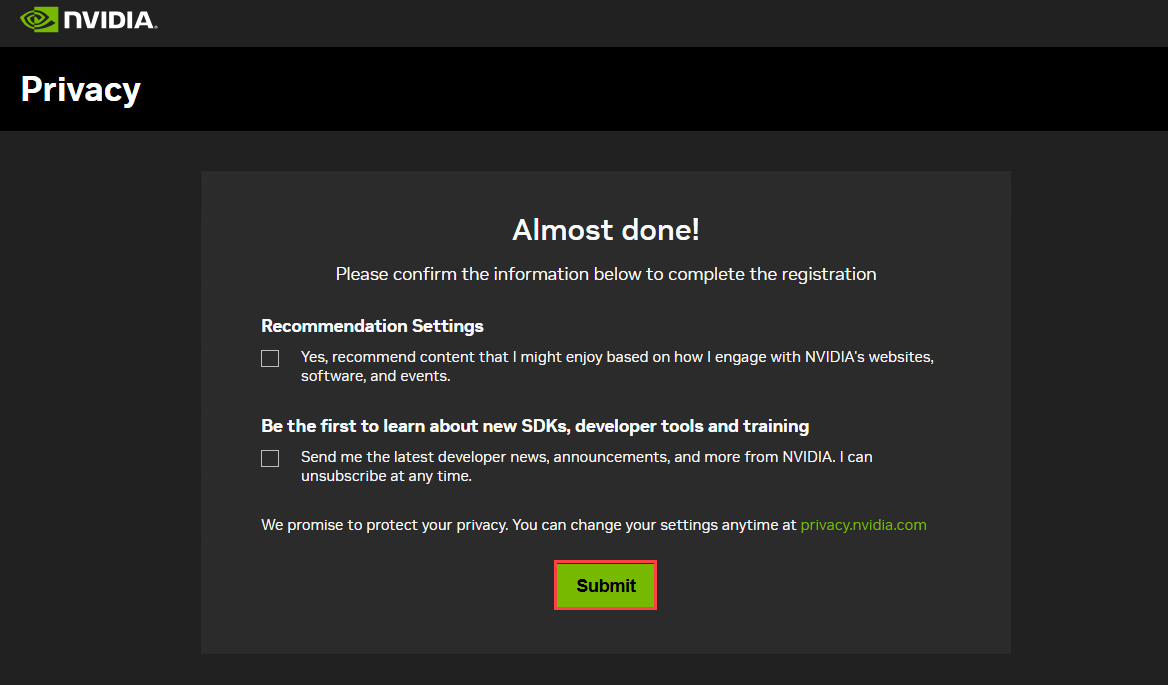 NVIDIA.
Privacy
Almost done!
Please confirm the information below to complete the registration
Recommendation Settings
Yes, recommend content that I might enjoy based on how I engage with NVIDIA's websites,
software, and events.
Be the first to learn about new SDKs, developer tools and training
Send me the latest developer news, announcements, and more from NVIDIA. I can
unsubscribe at any time.
We promise to protect your privacy. You can change your settings anytime at privacy.nvidia.com
Submit